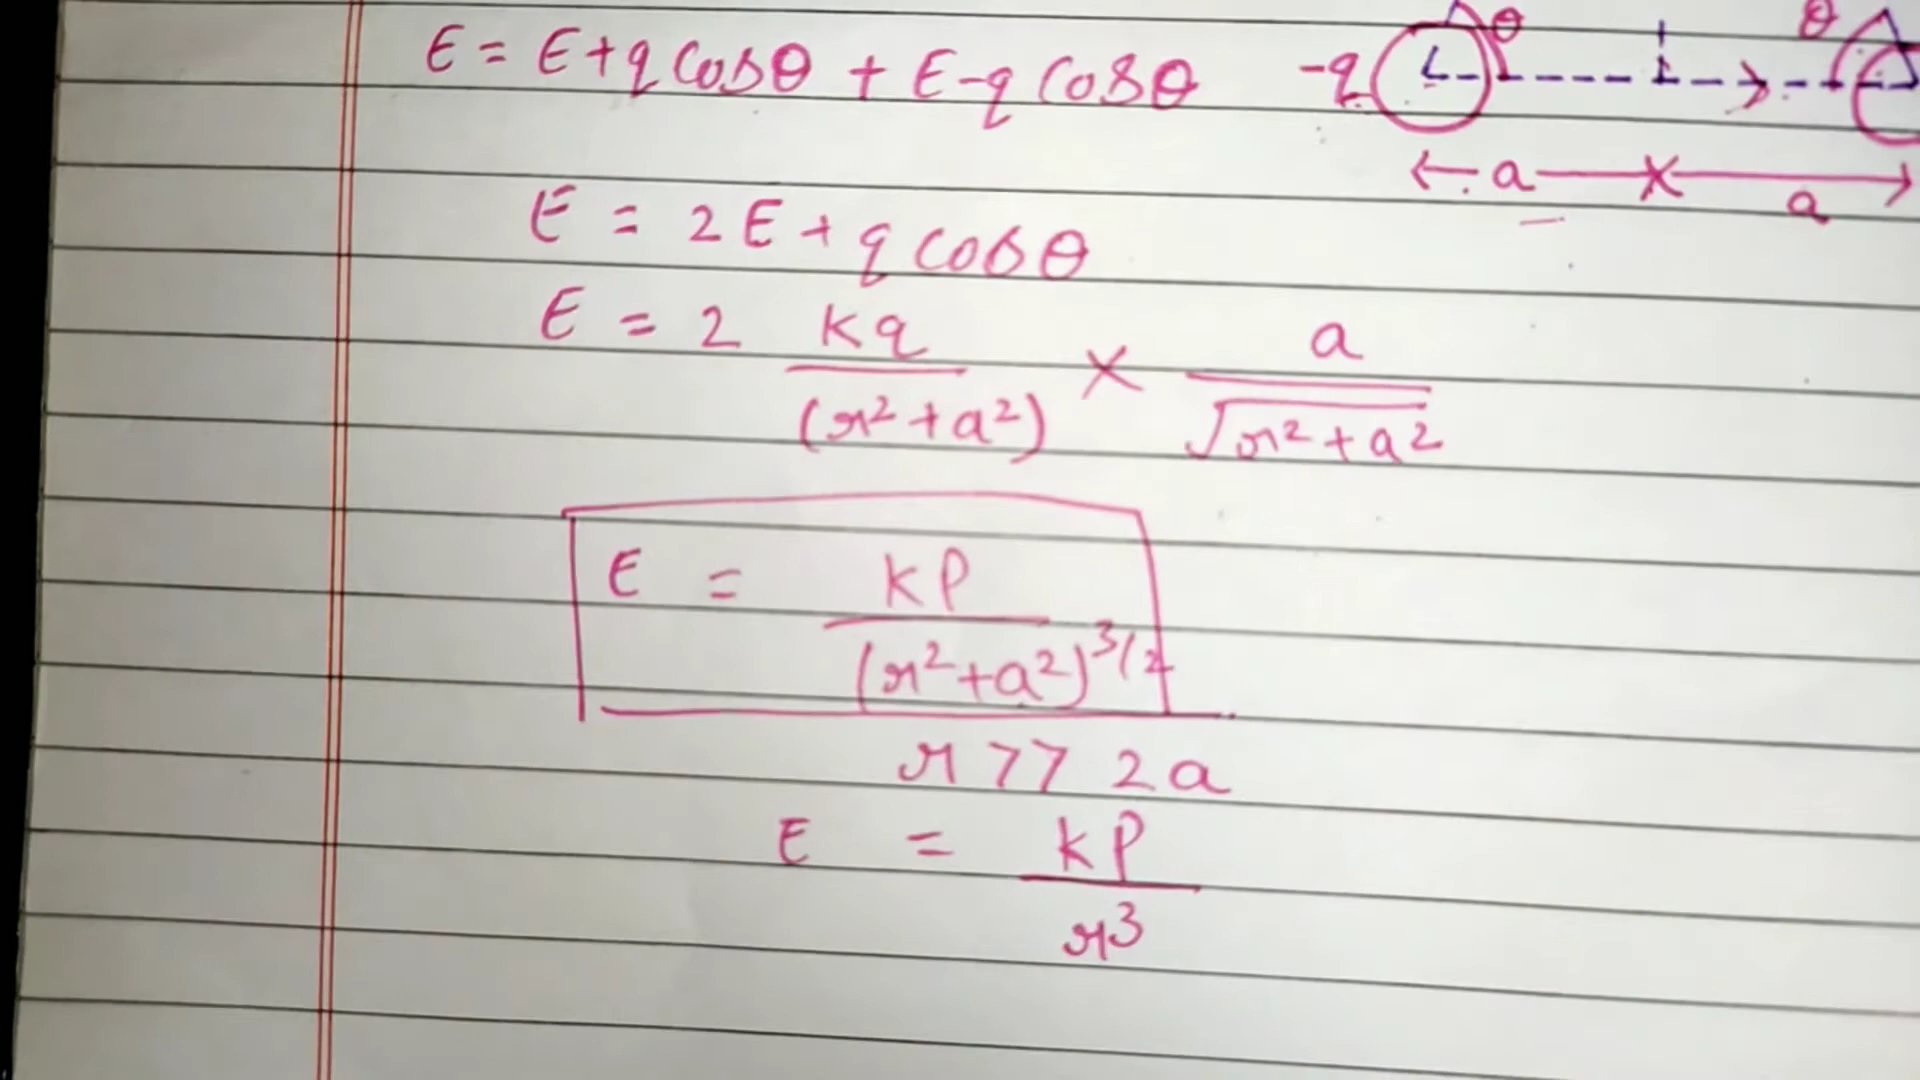 E = E+q cosθ + E-q cosθ
θ θ
-q
a a
E = 2E+q cosθ
E = 2 kq/(r²+a²) × a/√r²+a²
E = kP/(r²+a²)^3/2
r >> 2a
E = kP/r³